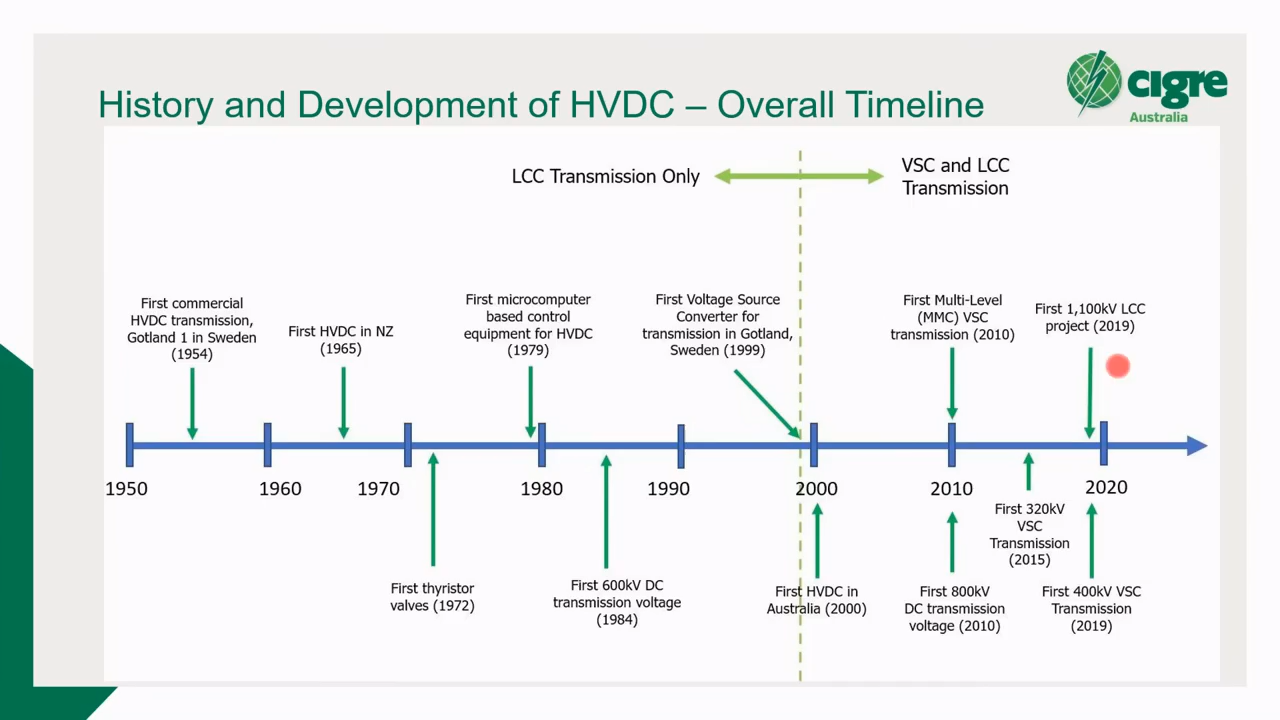 History and Development of HVDC – Overall Timeline
cigre
Australia
LCC Transmission Only
VSC and LCC
Transmission
First commercial
HVDC transmission,
Gotland 1 in Sweden
(1954)
First HVDC in NZ
(1965)
First microcomputer
based control
equipment for HVDC
(1979)
First Voltage Source
Converter for
transmission in Gotland,
Sweden (1999)
First Multi-Level
(MMC) VSC
transmission (2010)
First 1,100kV LCC
project (2019)
1950
1960
1970
1980
1990
2000
2010
2020
First thyristor
valves (1972)
First 600kV DC
transmission voltage
(1984)
First HVDC in
Australia (2000)
First 800kV
DC transmission
voltage (2010)
First 320kV
VSC
Transmission
(2015)
First 400kV VSC
Transmission
(2019)